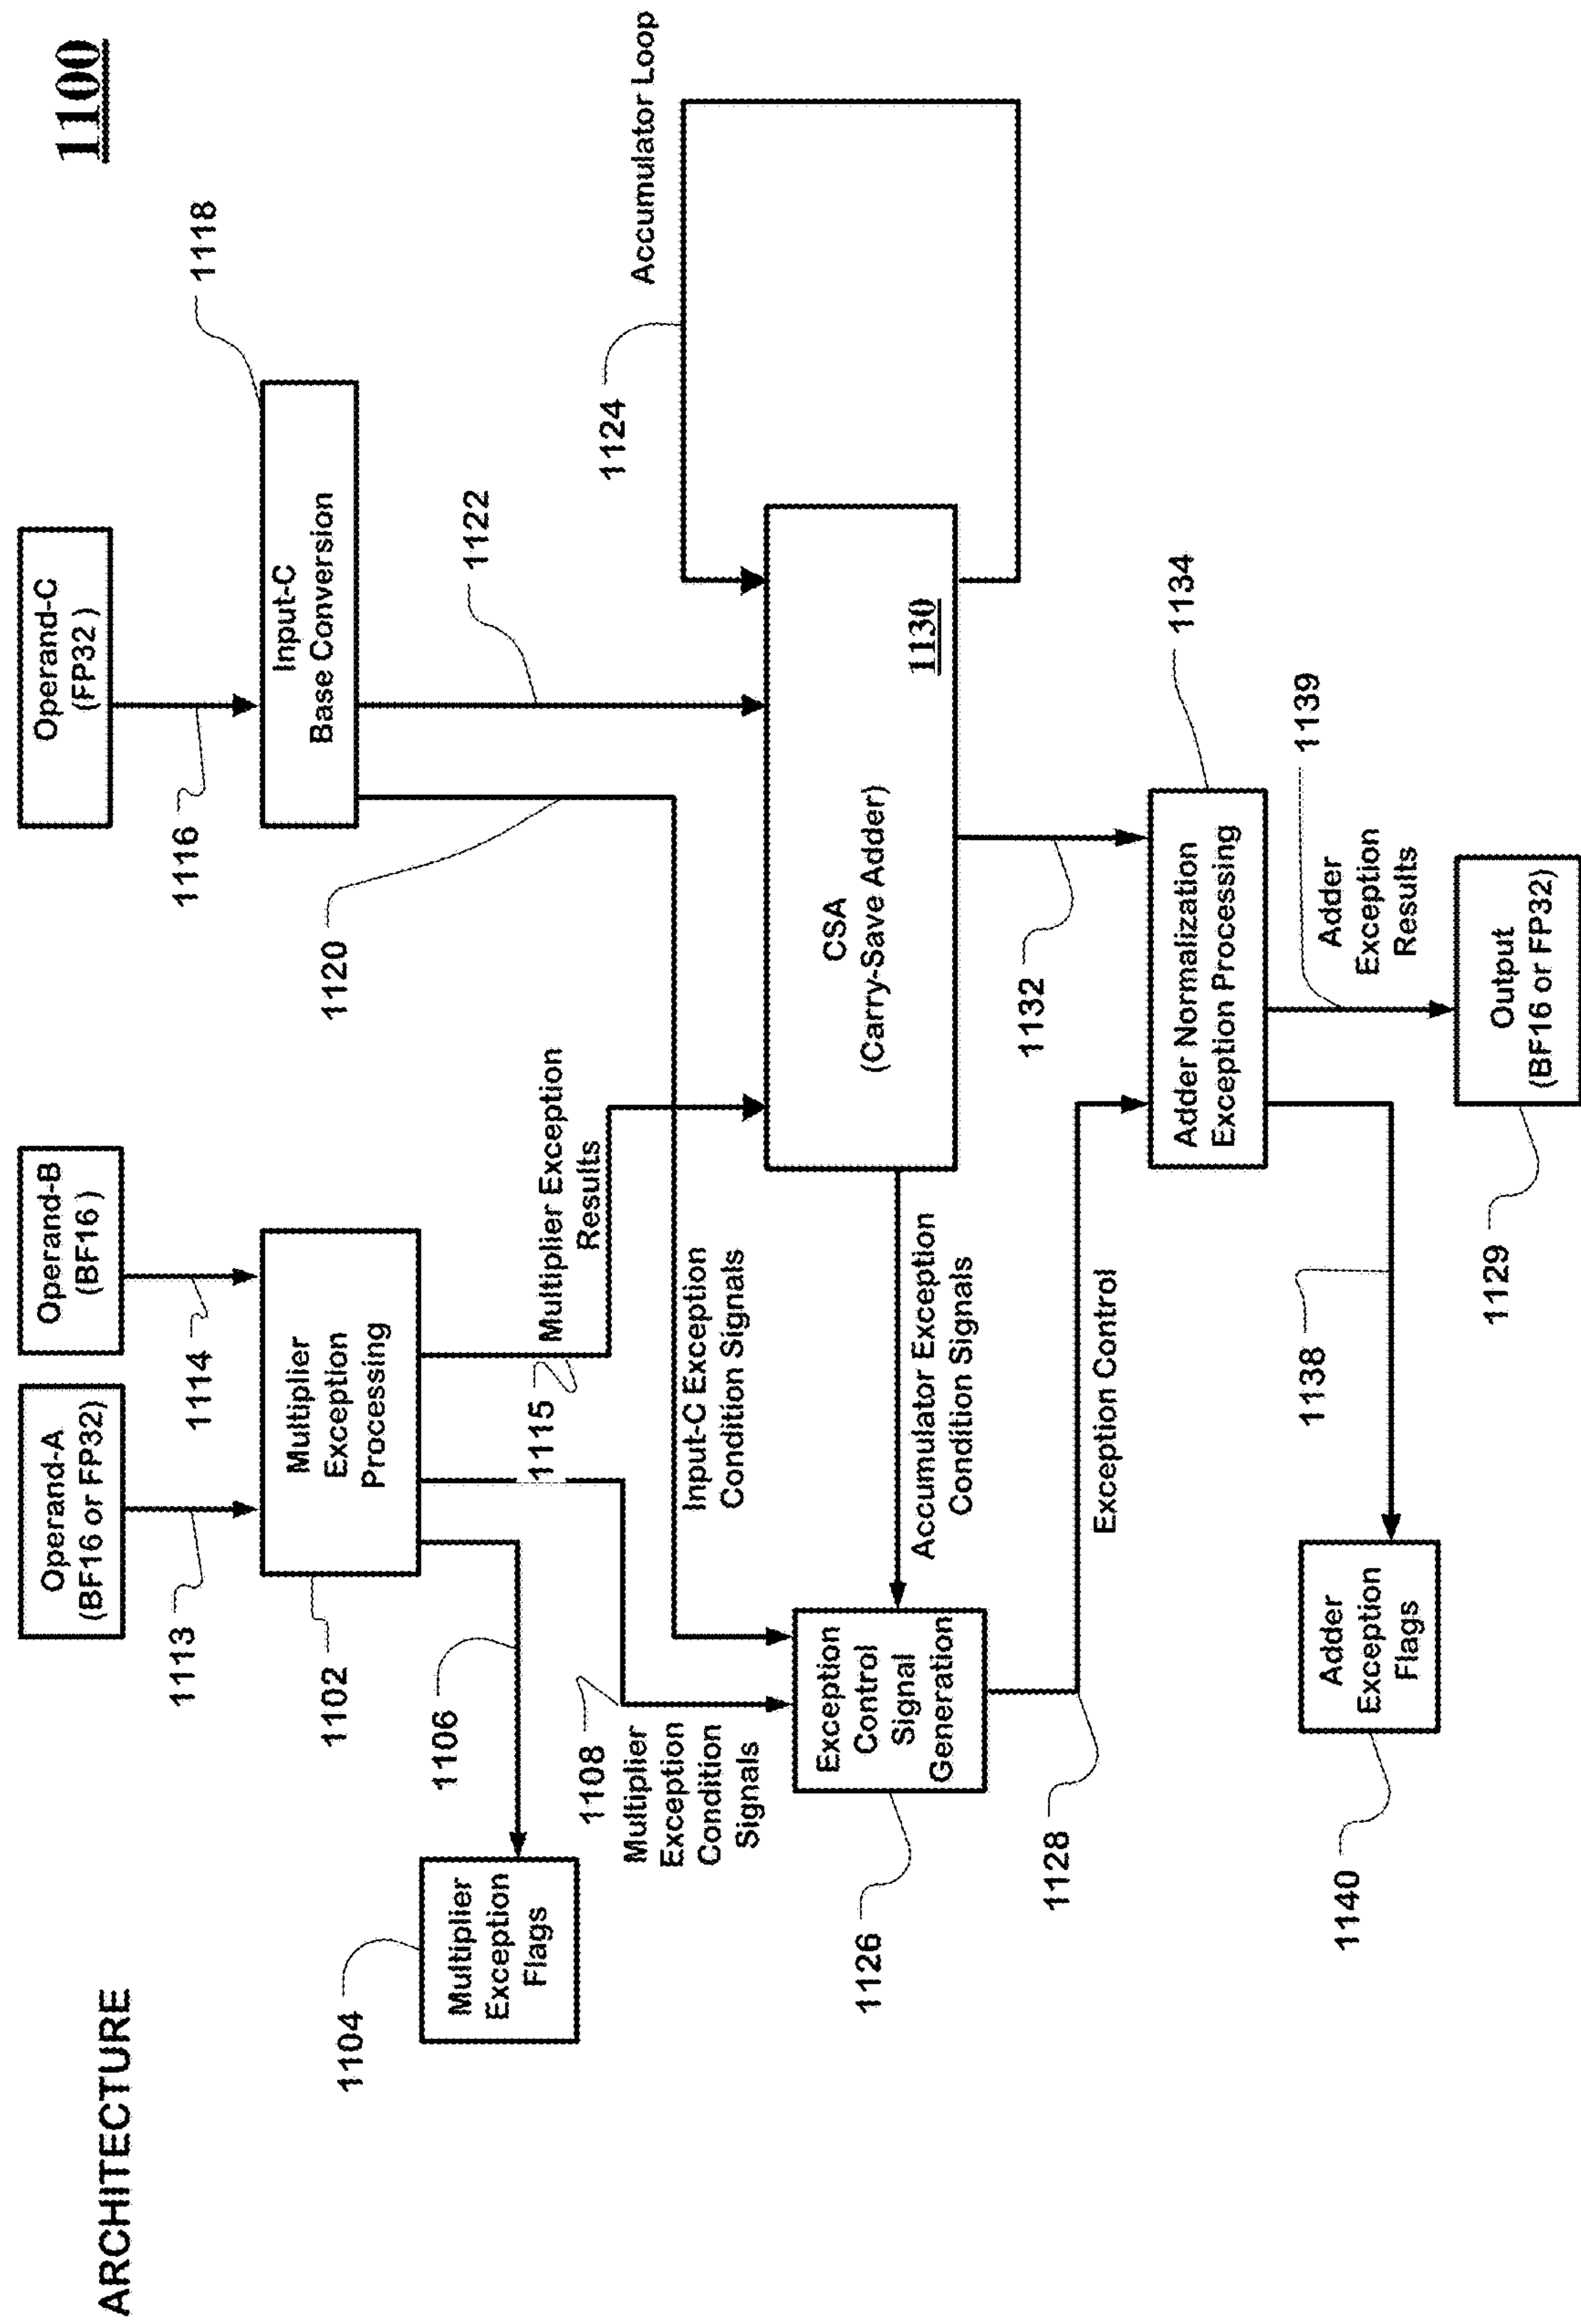 ARCHITECTURE
1100
Operand-A
(BF16 or FP32)
Operand-B
(BF16 )
Operand-C
(FP32 )
1113
1114
1116
1118
1102
Multiplier
Exception
Processing
Input-C
Base Conversion
1104
1106
Multiplier
Exception
Flags
1108
Multiplier
Exception
Condition
Signals
1115
Multiplier Exception
Results
1120
1122
Input-C Exception
Condition Signals
1124
Accumulator Loop
1126
Exception
Control
Signal
Generation
Accumulator Exception
Condition Signals
CSA
(Carry-Save Adder)
1130
1128
Exception Control
1132
1134
Adder Normalization
Exception Processing
1138
1139
Adder
Exception
Results
1140
Adder
Exception
Flags
1129
Output
(BF16 or FP32)